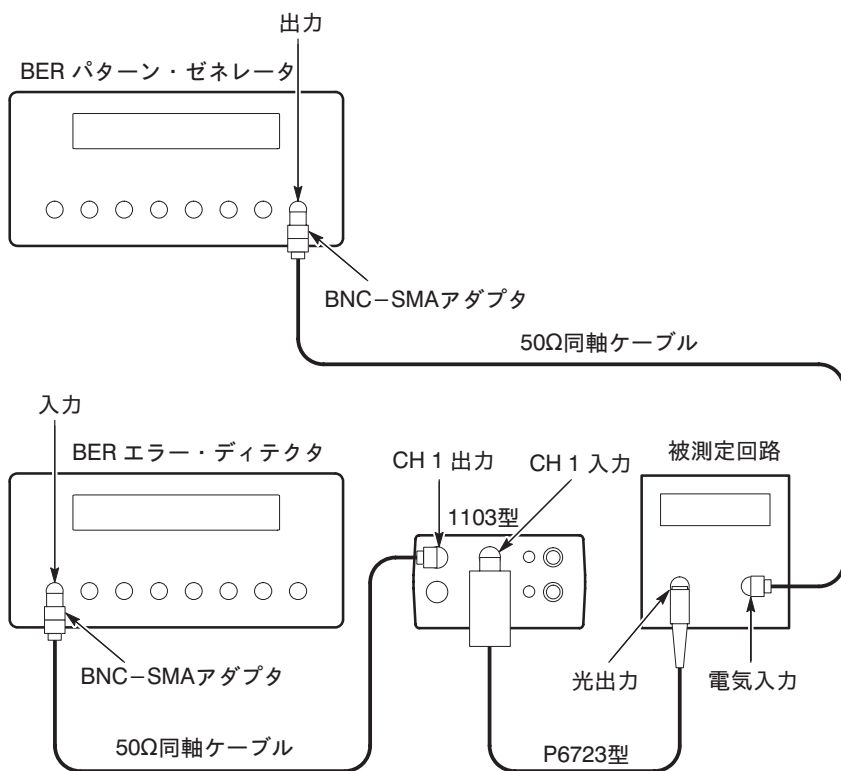 出力
BER パターン・ゼネレータ
BNC−SMAアダプタ
50Ω同軸ケーブル
入力
BER エラー・ディテクタ
CH 1 出力
CH 1 入力
被測定回路
1103型
BNC−SMAアダプタ
光出力
電気入力
50Ω同軸ケーブル
P6723型